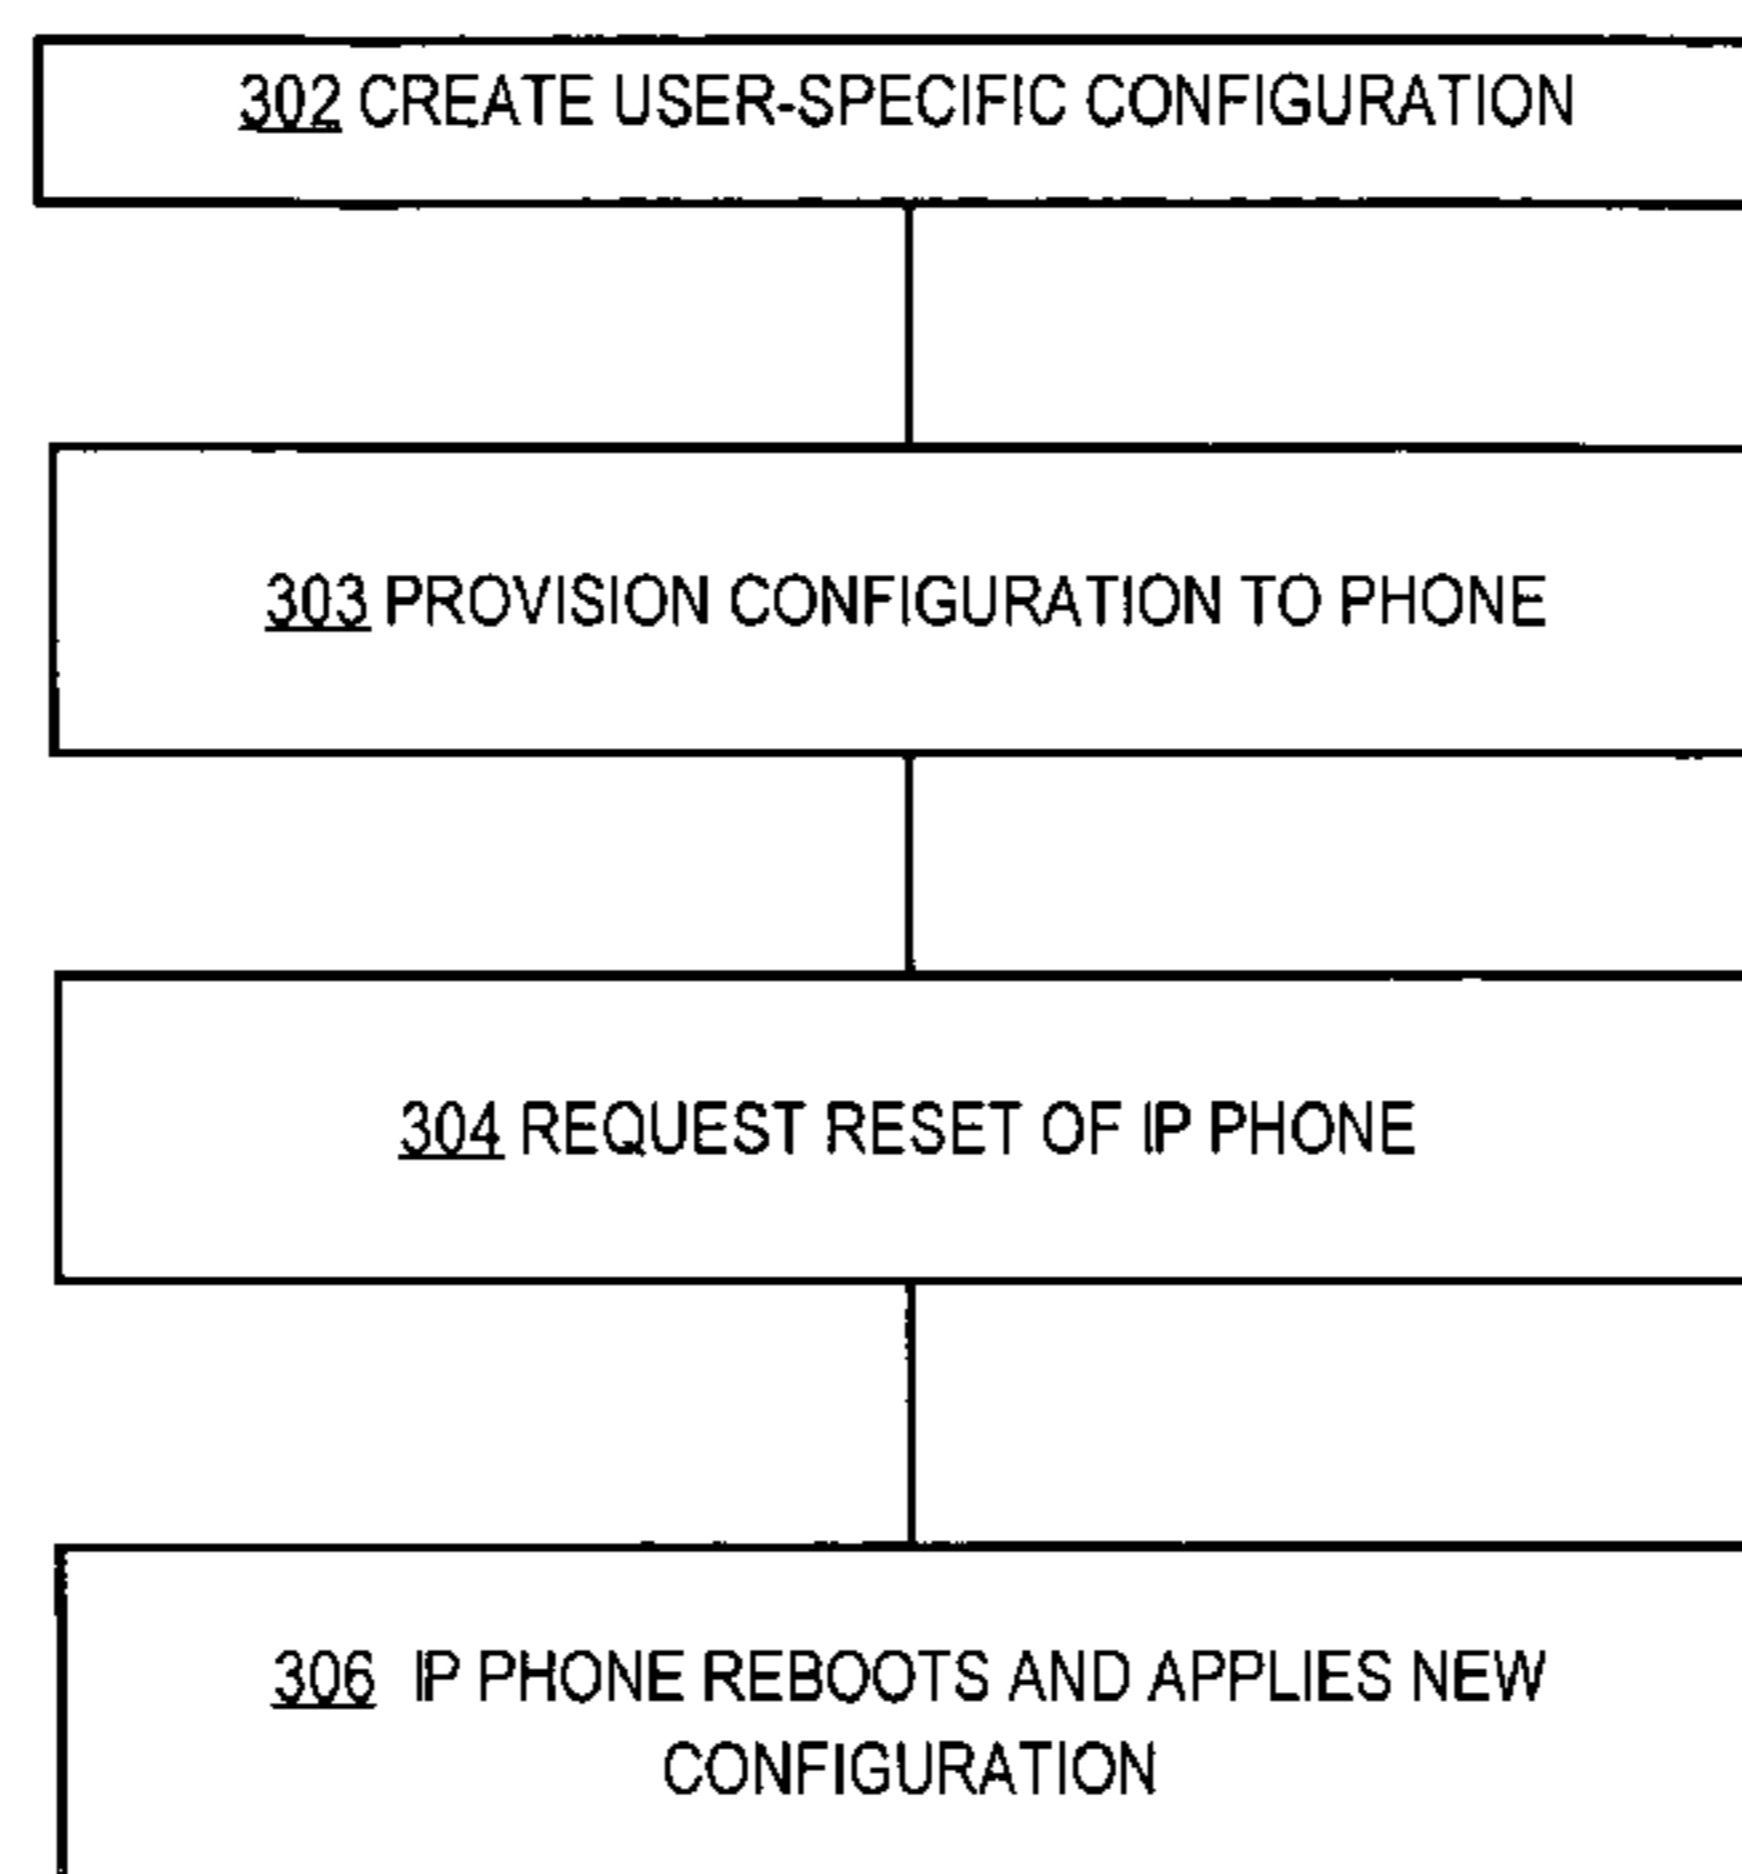 302 CREATE USER-SPECIFIC CONFIGURATION
303 PROVISION CONFIGURATION TO PHONE
304 REQUEST RESET OF IP PHONE
306 IP PHONE REBOOTS AND APPLIES NEW
CONFIGURATION